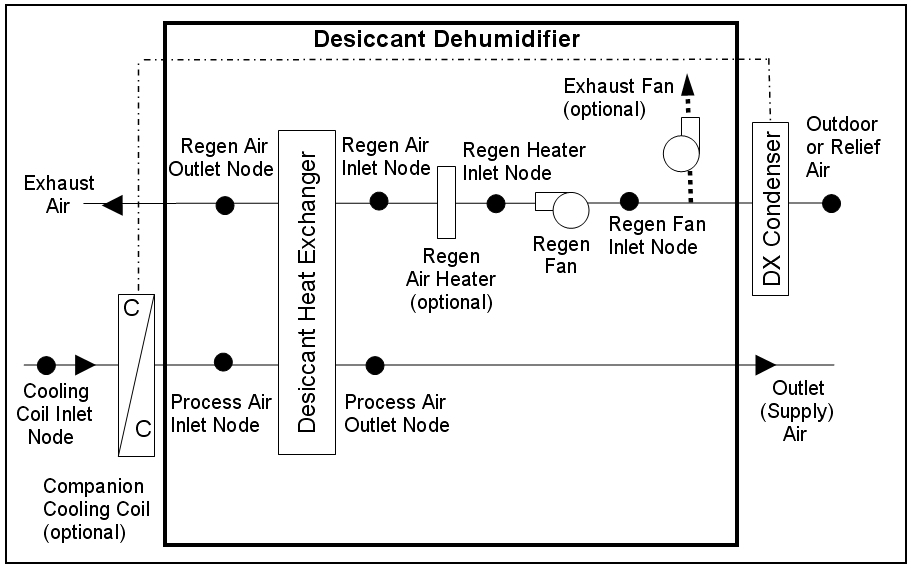 Desiccant Dehumidifier
Exhaust Fan
(optional)
Outdoor
or Relief
Air
Regen Air
Outlet Node
Regen Air
Inlet Node
Regen Heater
Inlet Node
Exhaust
Air
Regen Fan
Inlet Node
Regen
Fan
Regen
Air Heater
(optional)
DX Condenser
Desiccant Heat Exchanger
C
C
Cooling
Coil Inlet
Node
Process Air
Inlet Node
Process Air
Outlet Node
Outlet
(Supply)
Air
Companion
Cooling Coil
(optional)